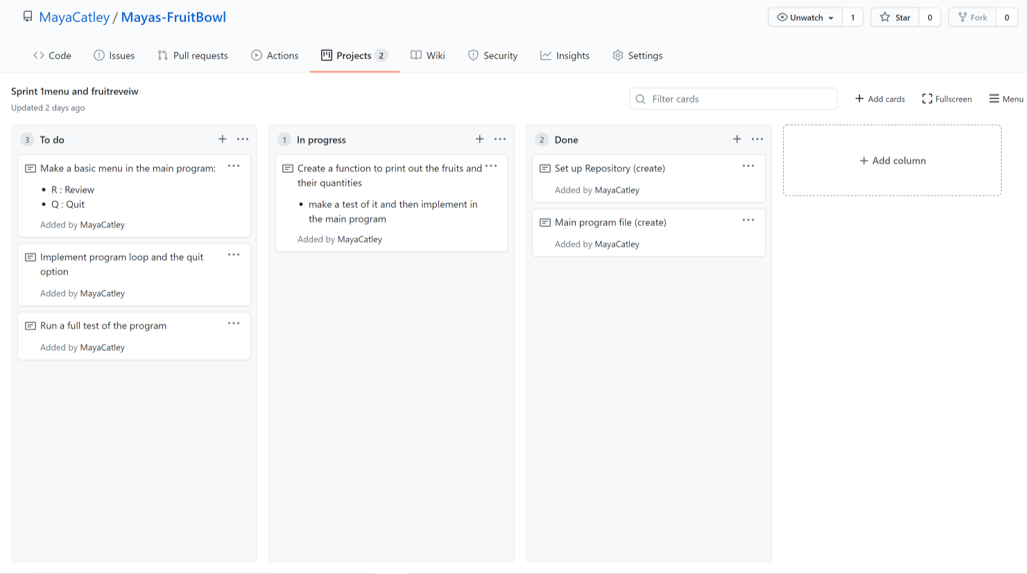 MayaCatley / Mayas-FruitBowl
Unwatch 1 Star 0 Fork 0
Code Issues Pull requests Actions Projects 2 Wiki Security Insights Settings
Sprint 1menu and fruitreveiw
Updated 2 days ago
Filter cards
Add cards Fullscreen Menu
3 To do
Make a basic menu in the main program:
• R : Review
• Q : Quit
Added by MayaCatley
Implement program loop and the quit
option
Added by MayaCatley
Run a full test of the program
Added by MayaCatley
1 In progress
Create a function to print out the fruits and
their quantities
• make a test of it and then implement in
the main program
Added by MayaCatley
2 Done
Set up Repository (create)
Added by MayaCatley
Main program file (create)
Added by MayaCatley
+ Add column